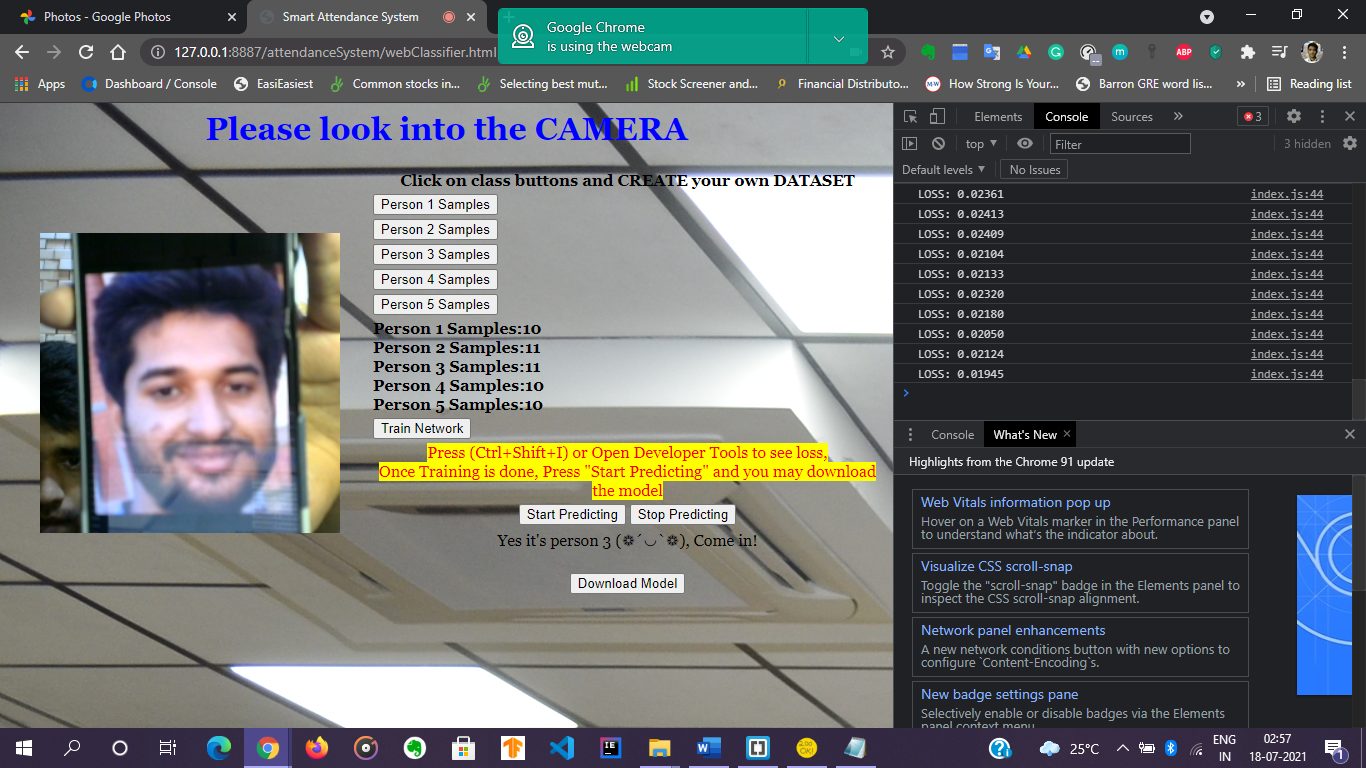 Photos - Google Photos
Smart Attendance System
Google Chrome
is using the webcam
127.0.0.1:8887/attendanceSystem/webClassifier.html
ABP
Apps
Dashboard / Console
EasiEasiest
Common stocks in...
Selecting best mut...
Stock Screener and...
Financial Distributo...
How Strong Is Your...
Barron GRE word lis...
»
Reading list
Please look into the CAMERA
Click on class buttons and CREATE your own DATASET
Person 1 Samples
Person 2 Samples
Person 3 Samples
Person 4 Samples
Person 5 Samples
Person 1 Samples:10
Person 2 Samples:11
Person 3 Samples:11
Person 4 Samples:10
Person 5 Samples:10
Train Network
Press (Ctrl+Shift+I) or Open Developer Tools to see loss,
Once Training is done, Press "Start Predicting" and you may download
the model
Start Predicting
Stop Predicting
Yes it's person 3 (❁´◡`❁), Come in!
Download Model
Elements
Console
Sources
»
3
top
Filter
3 hidden
Default levels
No Issues
LOSS: 0.02361 index.js:44
LOSS: 0.02413 index.js:44
LOSS: 0.02409 index.js:44
LOSS: 0.02104 index.js:44
LOSS: 0.02133 index.js:44
LOSS: 0.02320 index.js:44
LOSS: 0.02180 index.js:44
LOSS: 0.02050 index.js:44
LOSS: 0.02124 index.js:44
LOSS: 0.01945 index.js:44
Console
What's New
Highlights from the Chrome 91 update
Web Vitals information pop up
Hover on a Web Vitals marker in the Performance panel
to understand what's the indicator about.
Visualize CSS scroll-snap
Toggle the "scroll-snap" badge in the Elements panel to
inspect the CSS scroll-snap alignment.
Network panel enhancements
A new network conditions button with new options to
configure `Content-Encoding`s.
New badge settings pane
Selectively enable or disable badges via the Elements
panel context menu.
25°C
ENG
IN
02:57
18-07-2021
1